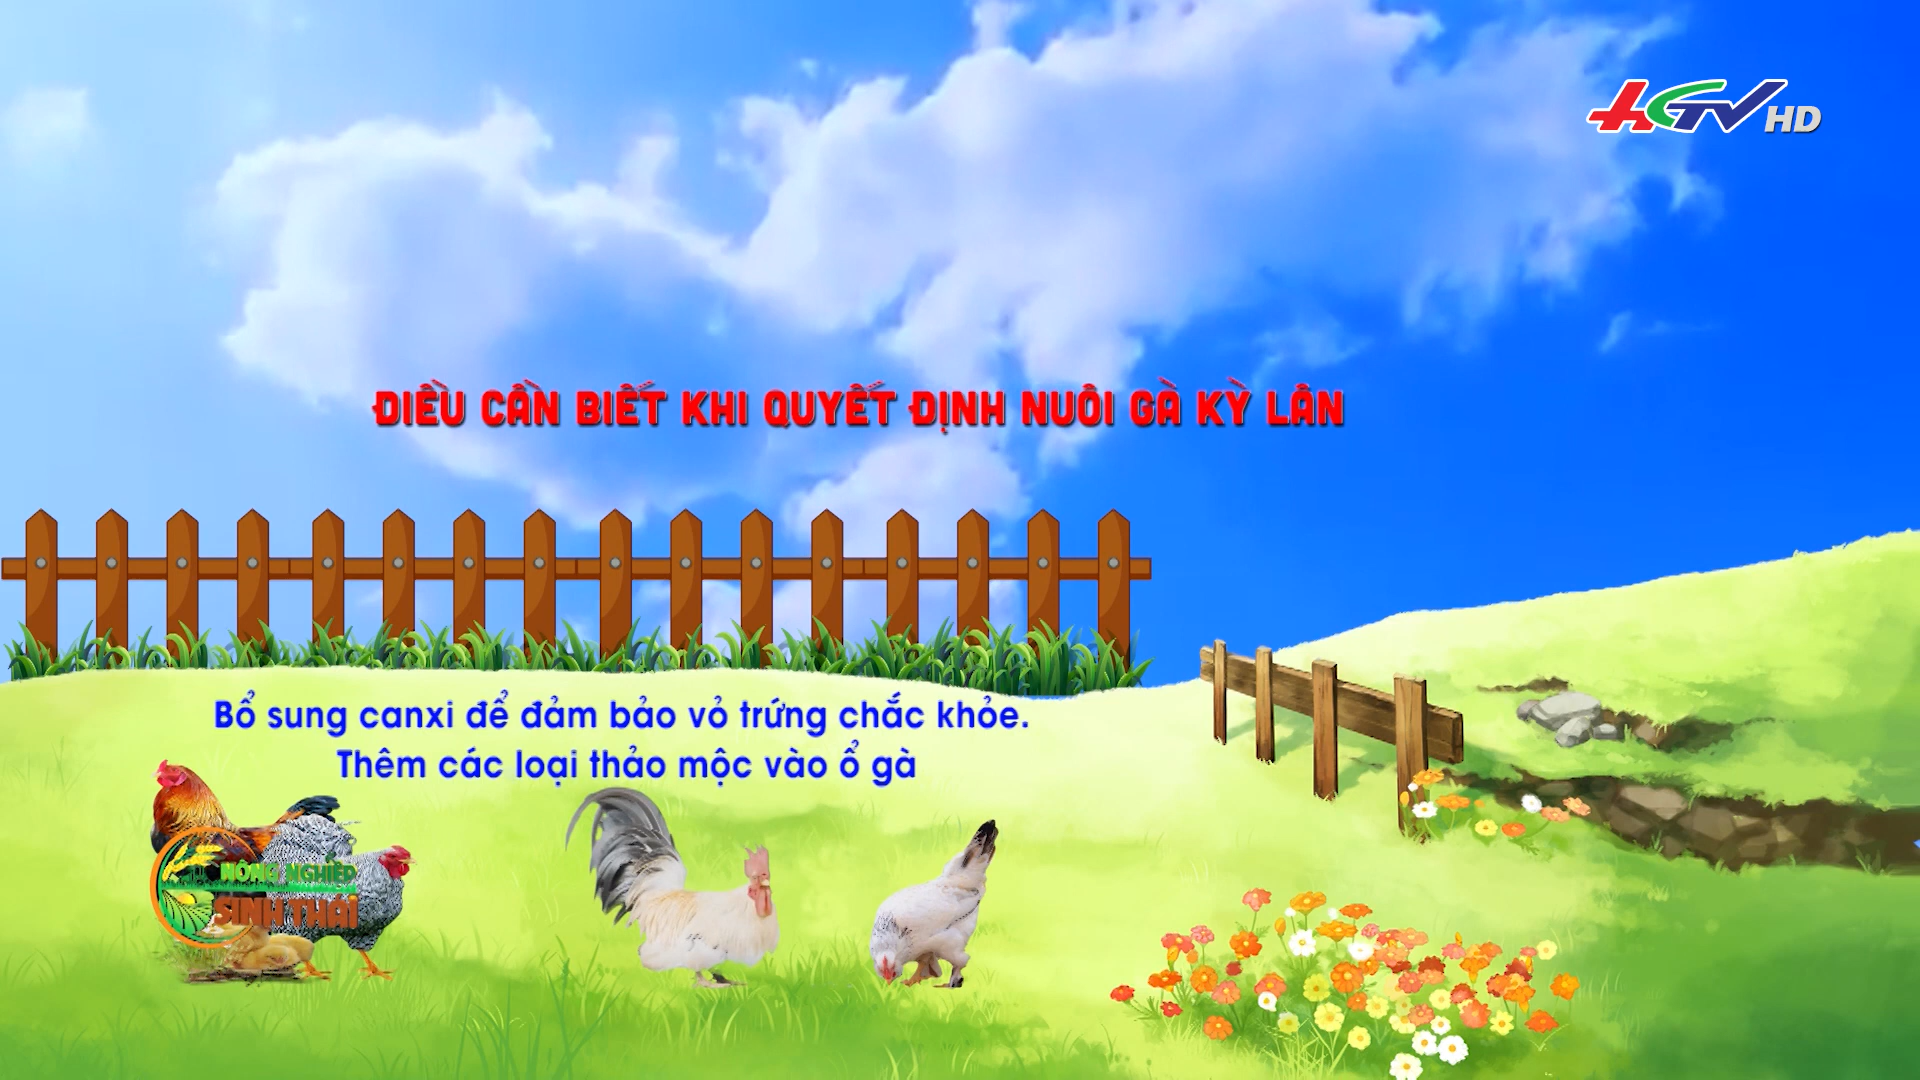 HGTV HD
ĐIỀU CẦN BIẾT KHI QUYẾT ĐỊNH NUÔI GÀ KỲ LÂN
Bổ sung canxi để đảm bảo vỏ trứng chắc khỏe.
Thêm các loại thảo mộc vào ổ gà
NÔNG NGHIỆP
SINH THÁI